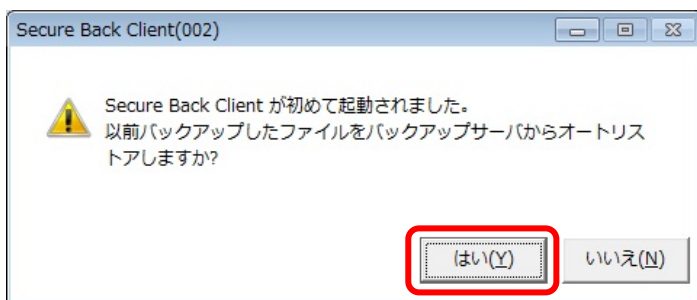 Secure Back Client(002)
Secure Back Client が初めて起動されました。
以前バックアップしたファイルをバックアップサーバからオートリス
トアしますか?
はい(Y)
いいえ(N)